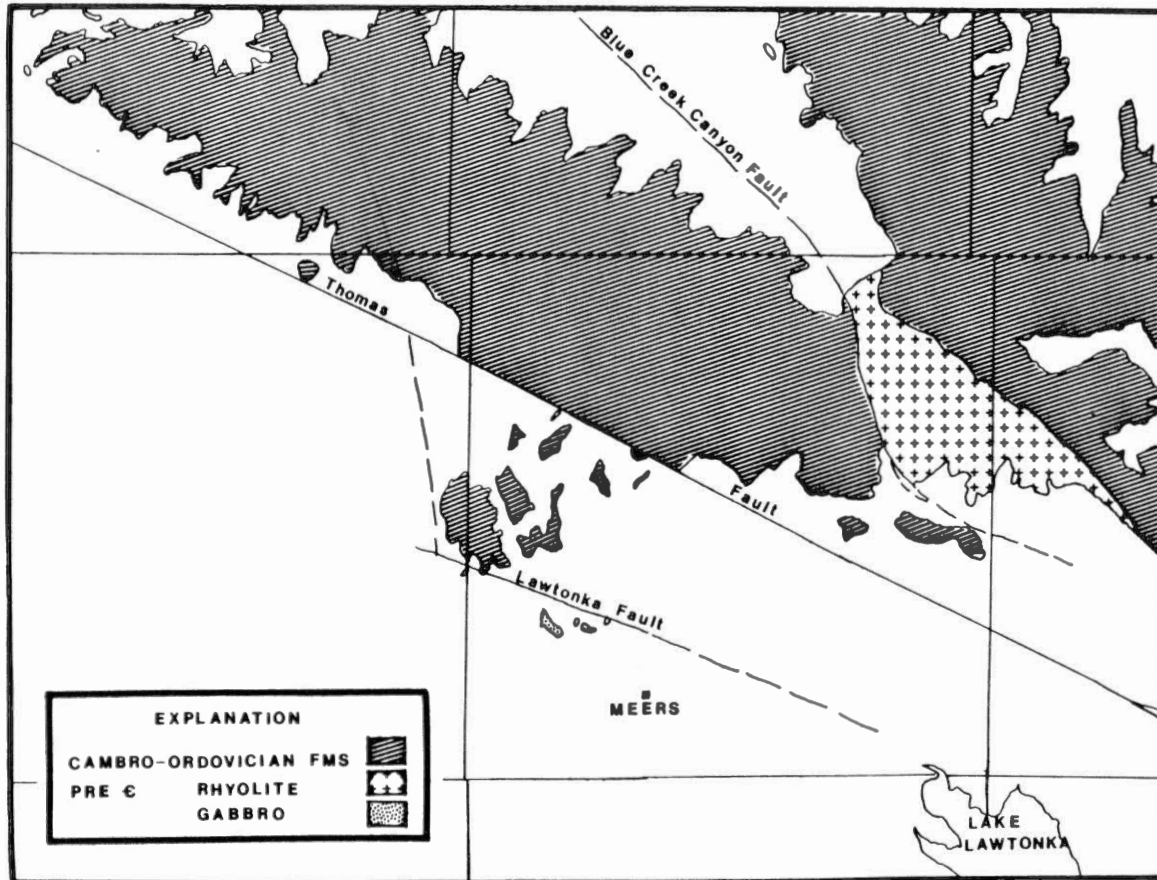 Blue Creek Canyon Fault
Thomas
Fault
Lawtonka Fault
MEERS
EXPLANATION
CAMBRO-ORDOVICIAN FMS
PRE Є RHYOLITE
GABBRO
LAKE
LAWTONKA